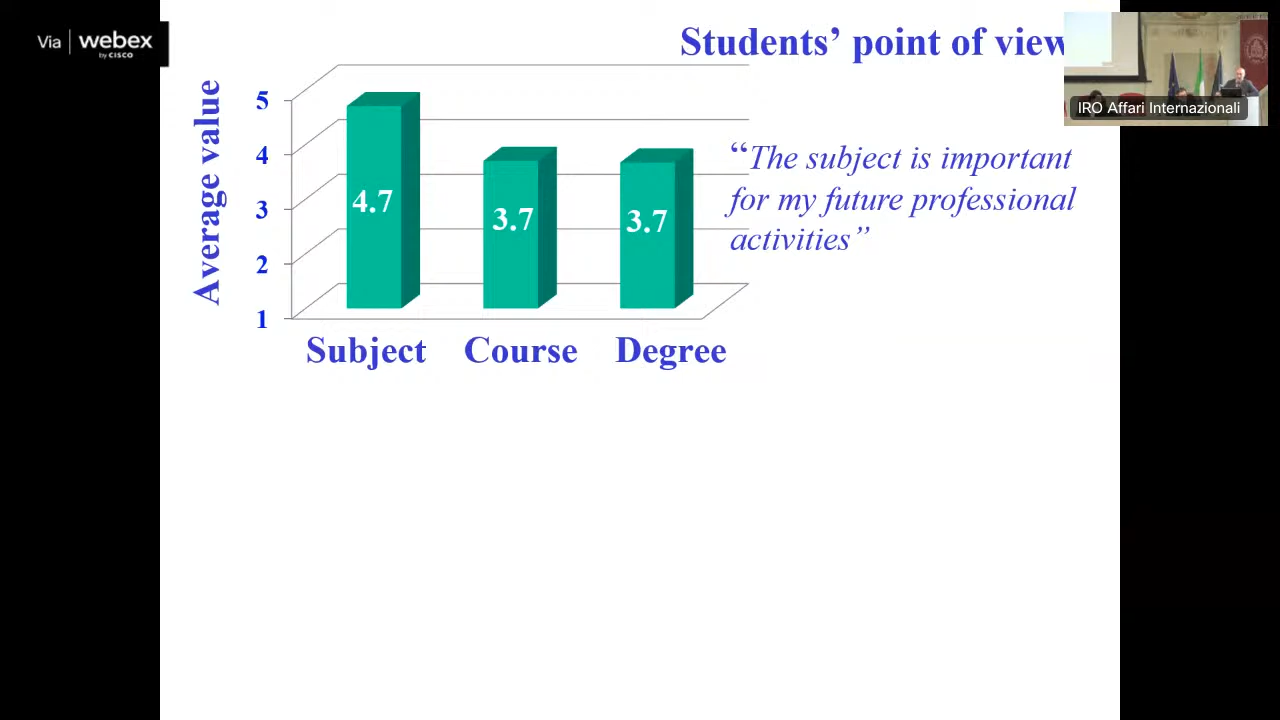 Via webex
by CISCO
Students' point of view
IRO Affari Internazionali
Average value
5
4
3
2
1
4.7
3.7
3.7
Subject Course Degree
“The subject is important
for my future professional
activities”